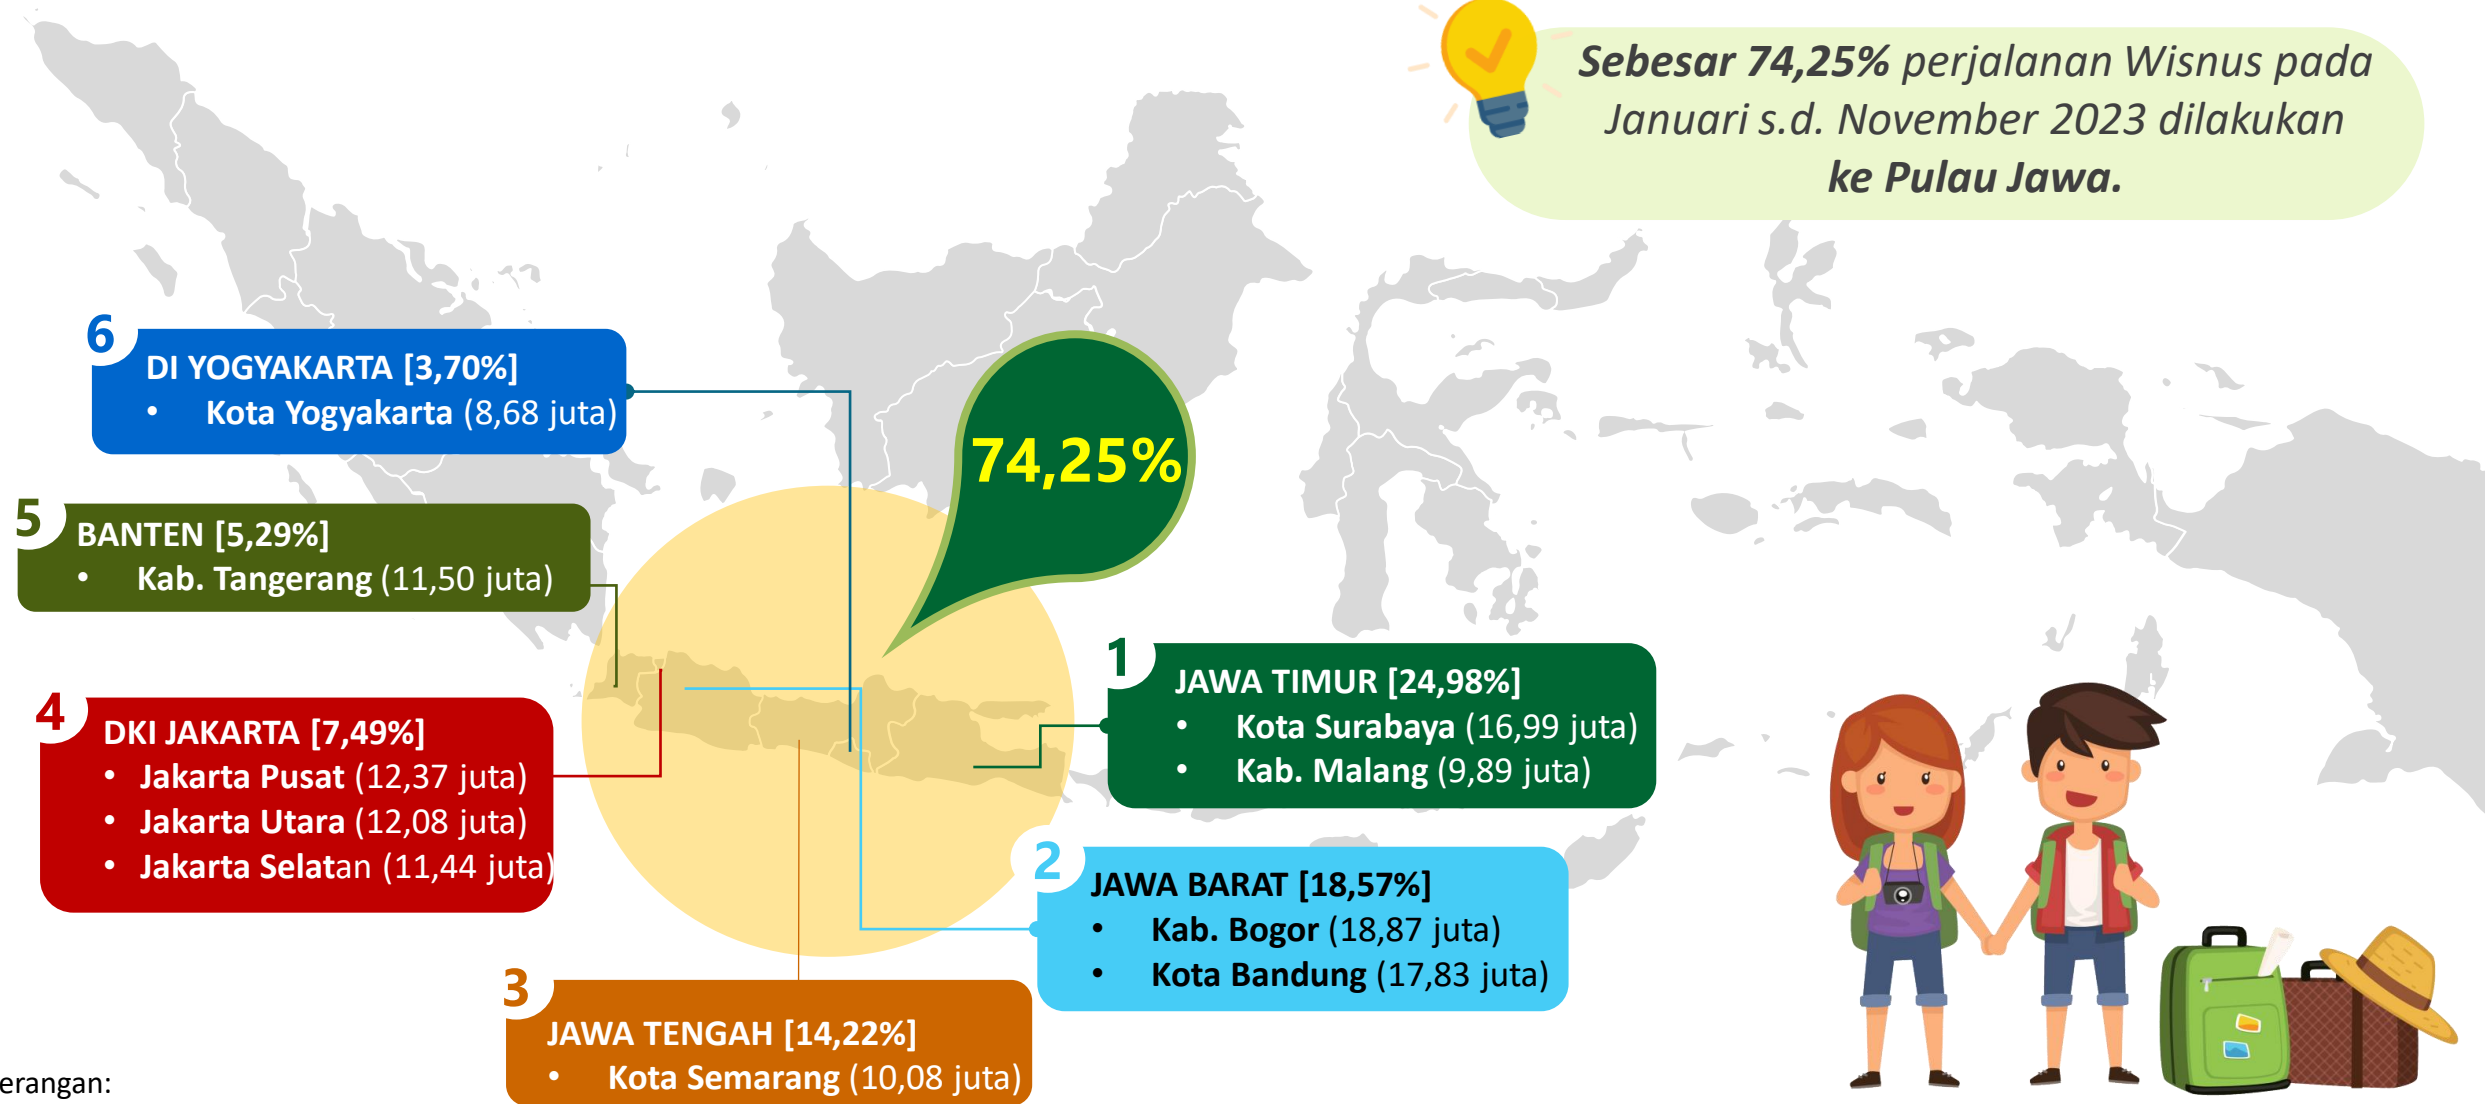 Sebesar 74,25% perjalanan Wisnus pada
Januari s.d. November 2023 dilakukan
ke Pulau Jawa.
6
DI YOGYAKARTA [3,70%]
• Kota Yogyakarta (8,68 juta)
74,25%
5
BANTEN [5,29%]
• Kab. Tangerang (11,50 juta)
1
JAWA TIMUR [24,98%]
• Kota Surabaya (16,99 juta)
• Kab. Malang (9,89 juta)
4
DKI JAKARTA [7,49%]
• Jakarta Pusat (12,37 juta)
• Jakarta Utara (12,08 juta)
• Jakarta Selatan (11,44 juta)
2
JAWA BARAT [18,57%]
• Kab. Bogor (18,87 juta)
• Kota Bandung (17,83 juta)
3
JAWA TENGAH [14,22%]
• Kota Semarang (10,08 juta)
erangan: